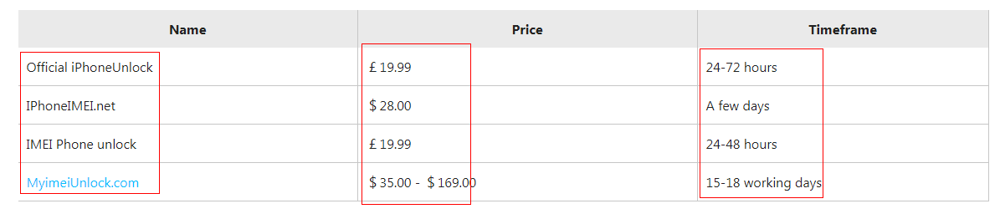 Name Price Timeframe
Official iPhoneUnlock £ 19.99 24-72 hours
IPhoneIMEI.net $ 28.00 A few days
IMEI Phone unlock £ 19.99 24-48 hours
MyimeiUnlock.com $ 35.00 - $ 169.00 15-18 working days